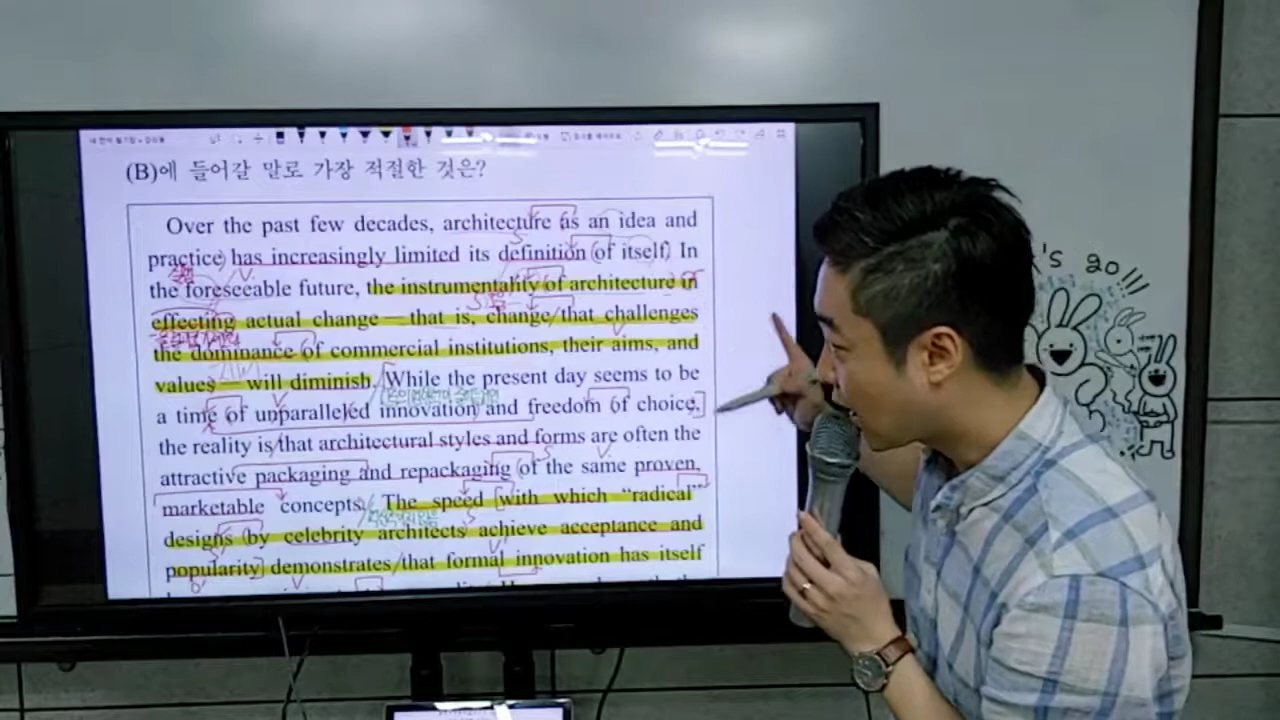 (B)에 들어갈 말로 가장 적절한 것은?
Over the past few decades, architecture as an idea and
practice has increasingly limited its definition of itself. In
the foreseeable future, the instrumentality of architecture in
effecting actual change—that is, change that challenges
the dominance of commercial institutions, their aims, and
values—will diminish. While the present day seems to be
a time of unparalleled innovation and freedom of choice,
the reality is that architectural styles and forms are often the
attractive packaging and repackaging of the same proven,
marketable concepts. The speed with which “radical”
designs by celebrity architects achieve acceptance and
popularity demonstrates that formal innovation has itself
's go!!!